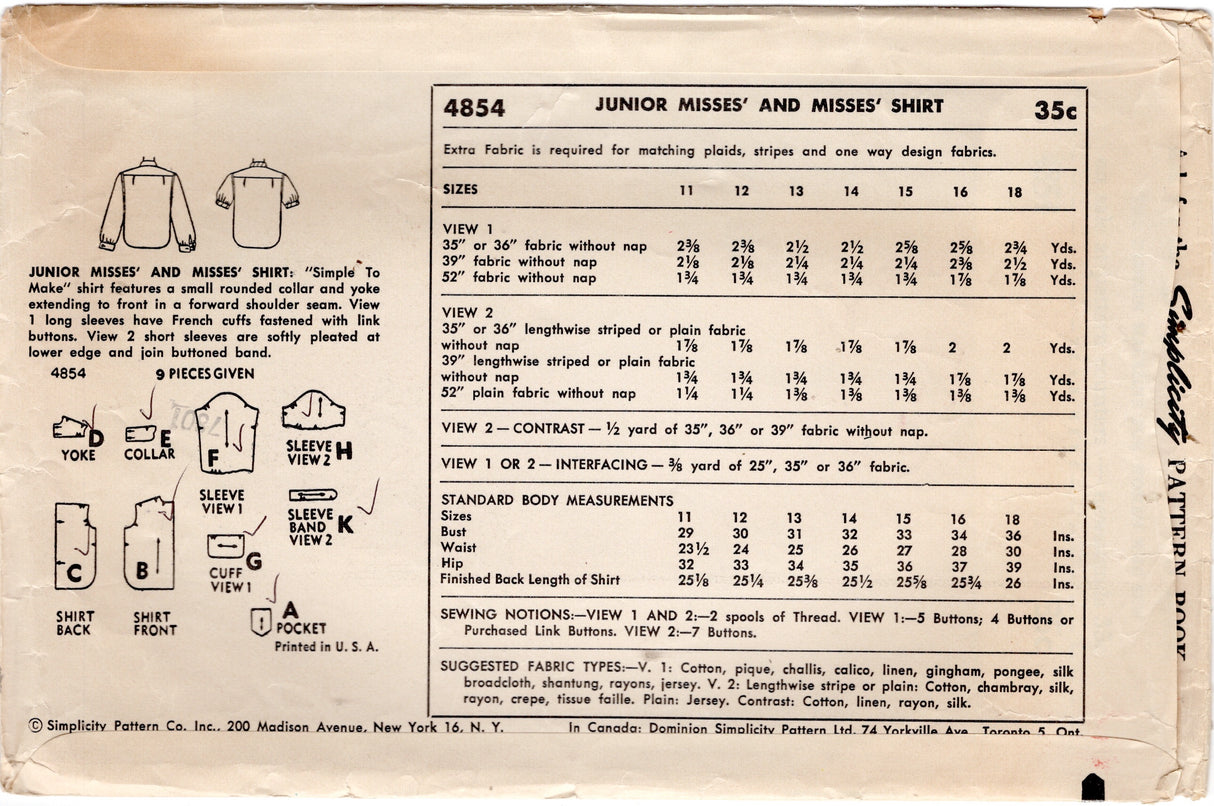 4854 JUNIOR MISSES' AND MISSES' SHIRT 35c
Extra Fabric is required for matching plaids, stripes and one way design fabrics.
SIZES 11 12 13 14 15 16 18
VIEW 1
35" or 36" fabric without nap 2⅜ 2⅜ 2½ 2½ 2⅝ 2⅝ 2¾ Yds.
39" fabric without nap 2⅛ 2⅛ 2¼ 2¼ 2¼ 2⅜ 2½ Yds.
52" fabric without nap 1¾ 1¾ 1¾ 1¾ 1¾ 1⅞ 1⅞ Yds.
VIEW 2
35" or 36" lengthwise striped or plain fabric
without nap 1⅞ 1⅞ 1⅞ 1⅞ 1⅞ 2 2 Yds.
39" lengthwise striped or plain fabric
without nap 1¾ 1¾ 1¾ 1¾ 1¾ 1⅞ 1⅞ Yds.
52" plain fabric without nap 1¼ 1¼ 1⅜ 1⅜ 1⅜ 1⅜ 1⅜ Yds.
VIEW 2 – CONTRAST – ½ yard of 35", 36" or 39" fabric without nap.
VIEW 1 OR 2 – INTERFACING – ⅜ yard of 25", 35" or 36" fabric.
STANDARD BODY MEASUREMENTS
Sizes 11 12 13 14 15 16 18
Bust 29 30 31 32 33 34 36 Ins.
Waist 23½ 24 25 26 27 28 30 Ins.
Hip 32 33 34 35 36 37 39 Ins.
Finished Back Length of Shirt 25⅛ 25¼ 25⅜ 25½ 25⅝ 25¾ 26 Ins.
SEWING NOTIONS:—VIEW 1 AND 2:—2 spools of Thread. VIEW 1:—5 Buttons; 4 Buttons or
Purchased Link Buttons. VIEW 2:—7 Buttons.
SUGGESTED FABRIC TYPES:—V. 1: Cotton, pique, challis, calico, linen, gingham, pongee, silk
broadcloth, shantung, rayons, jersey. V. 2: Lengthwise stripe or plain: Cotton, chambray, silk,
rayon, crepe, tissue faille. Plain: Jersey. Contrast: Cotton, linen, rayon, silk.
JUNIOR MISSES' AND MISSES' SHIRT: "Simple To
Make" shirt features a small rounded collar and yoke
extending to front in a forward shoulder seam. View
1 long sleeves have French cuffs fastened with link
buttons. View 2 short sleeves are softly pleated at
lower edge and join buttoned band.
4854 9 PIECES GIVEN
D
YOKE
E
COLLAR
F
SLEEVE
VIEW 1
SLEEVE
VIEW 2 H
SLEEVE
BAND
VIEW 2 K
C
SHIRT
BACK
B
SHIRT
FRONT
G
CUFF
VIEW 1
A
POCKET
Printed in U. S. A.
© Simplicity Pattern Co. Inc., 200 Madison Avenue, New York 16, N. Y. In Canada: Dominion Simplicity Pattern Ltd. 74 Yorkville Ave. Toronto 5, Ont.
Simplicity PATTERN BOOK